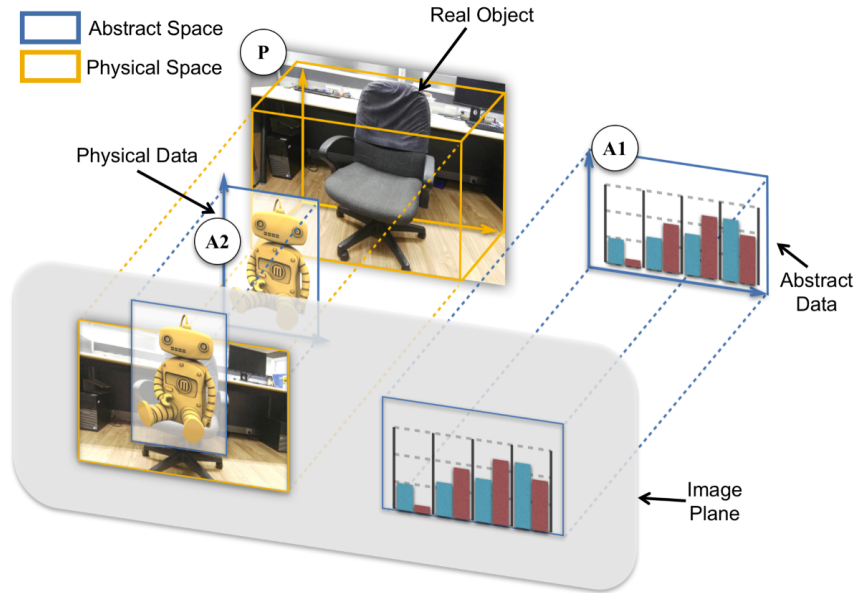 Abstract Space
Physical Space
P
Real Object
Physical Data
A1
A2
Abstract
Data
Image
Plane